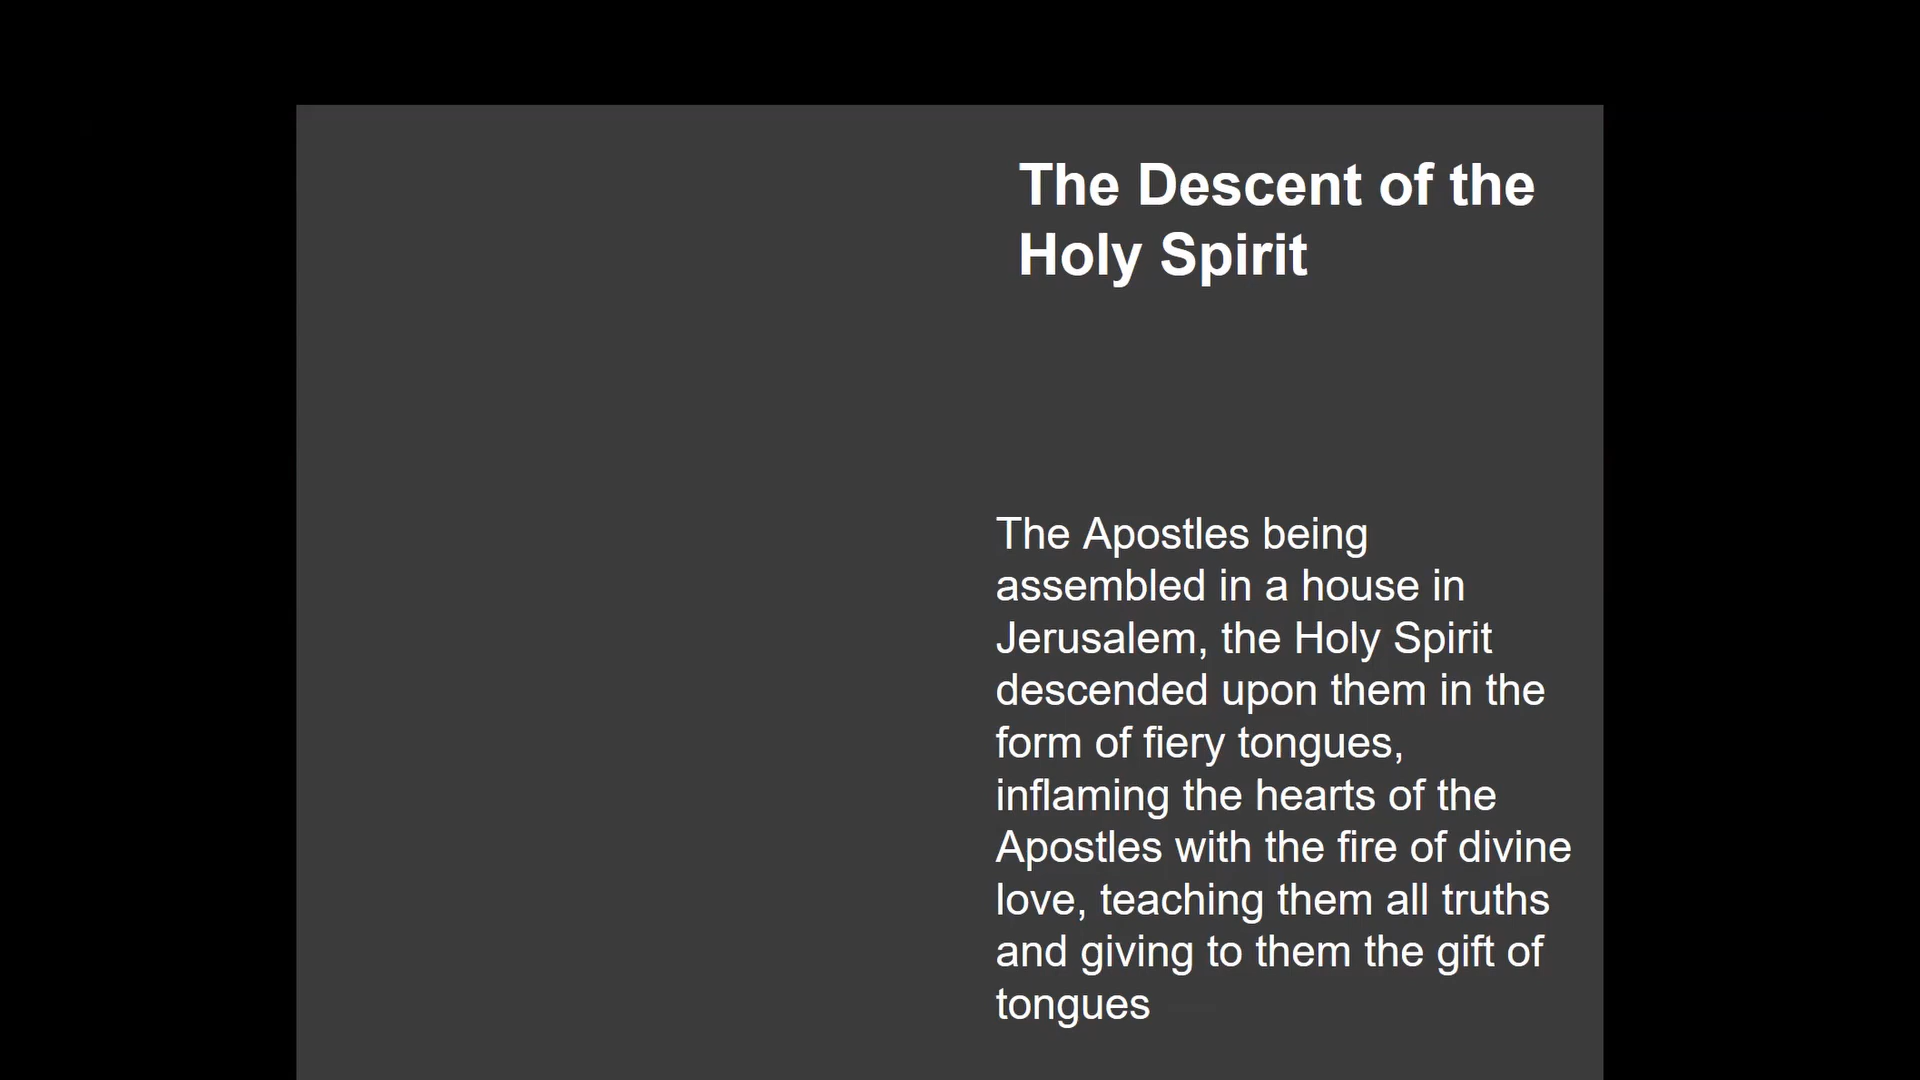 The Descent of the
Holy Spirit
The Apostles being
assembled in a house in
Jerusalem, the Holy Spirit
descended upon them in the
form of fiery tongues,
inflaming the hearts of the
Apostles with the fire of divine
love, teaching them all truths
and giving to them the gift of
tongues